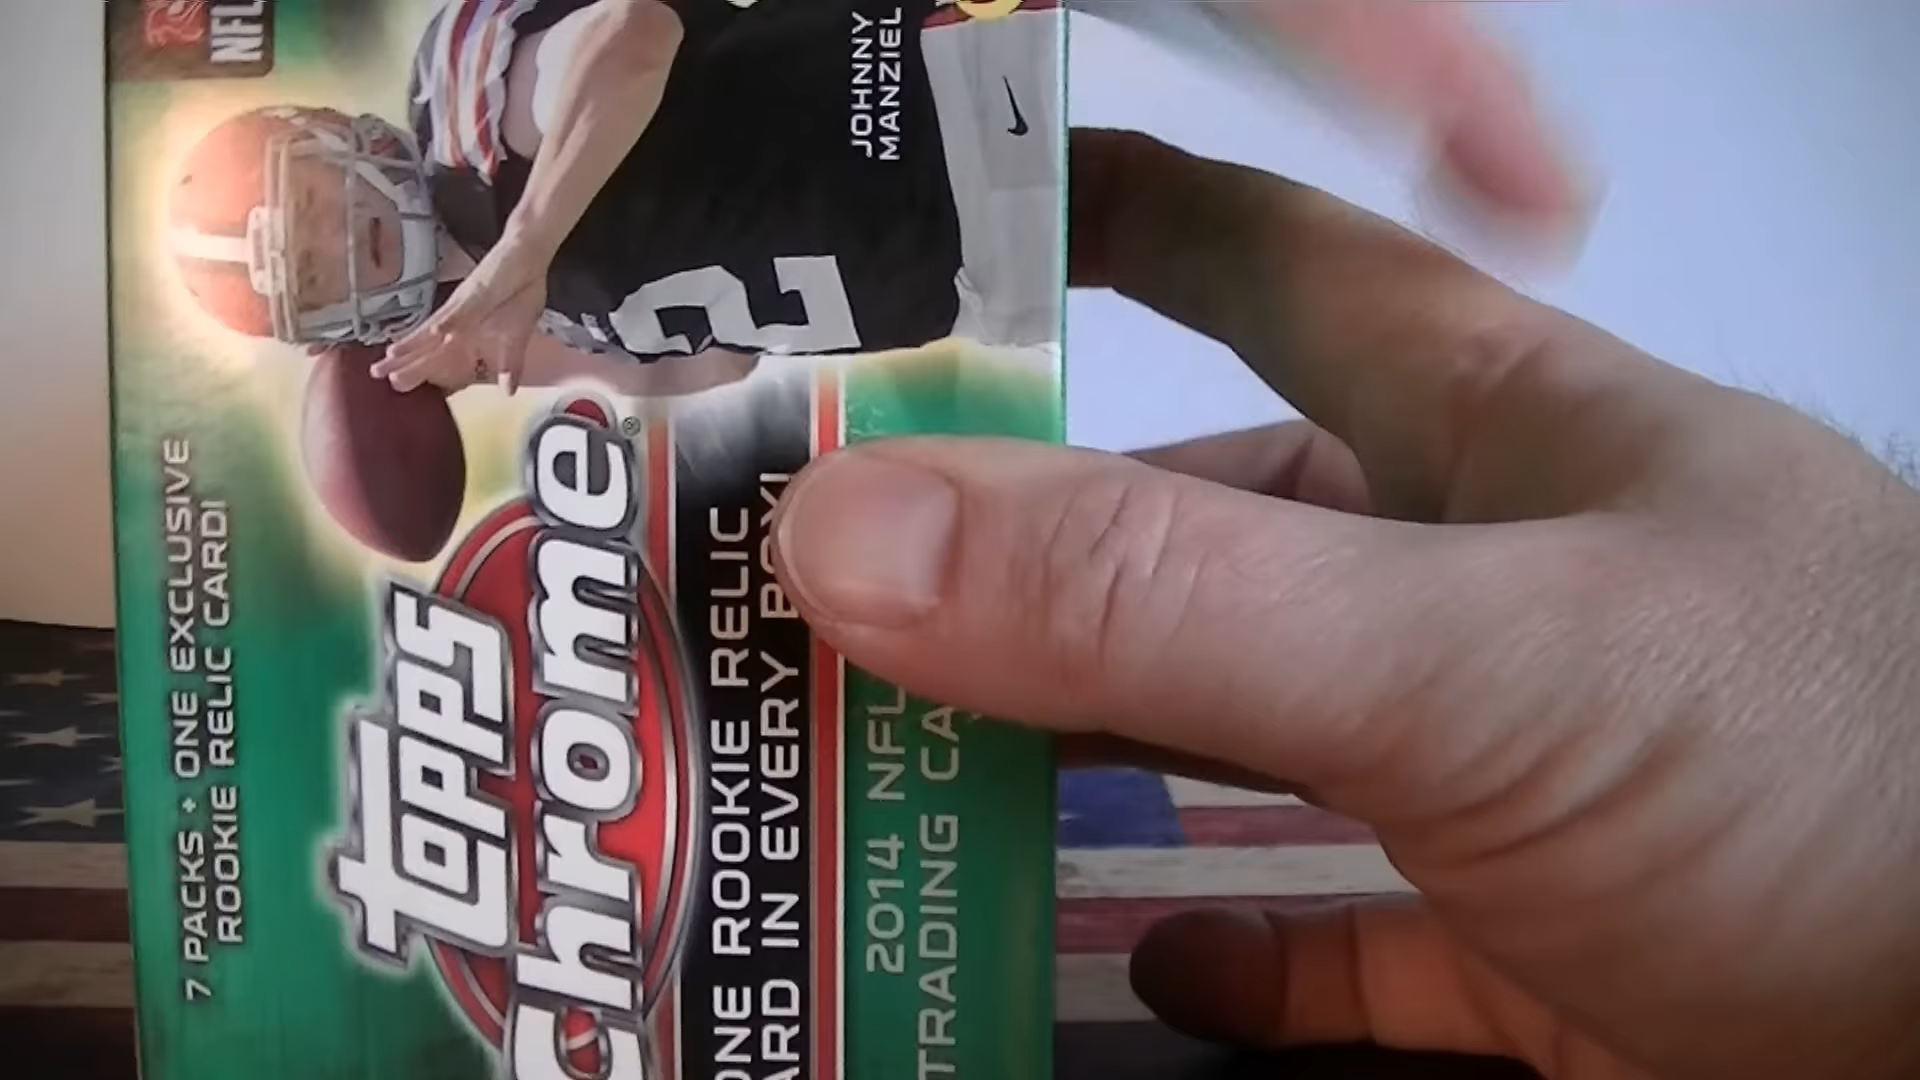 NFL
JOHNNY
MANZIEL
2
7 PACKS + ONE EXCLUSIVE
ROOKIE RELIC CARD!
topps
chrome®
ONE ROOKIE RELIC
ARD IN EVERY BOX!
2014 NFL
TRADING CA